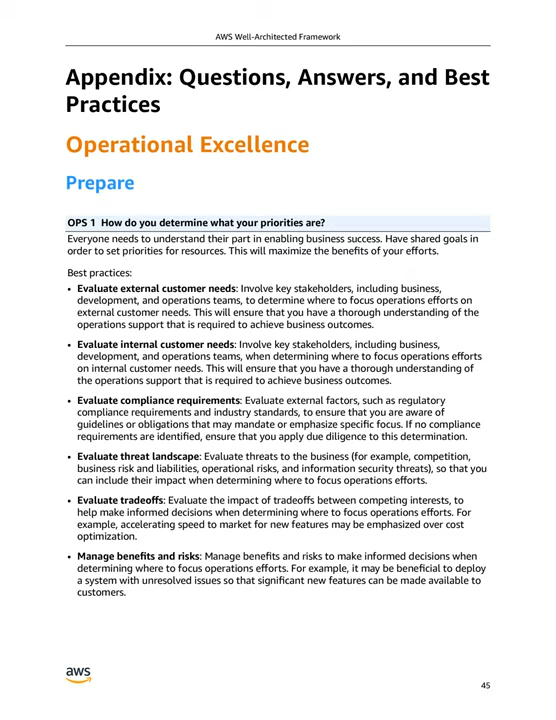 AWS Well-Architected Framework
Appendix: Questions, Answers, and Best
Practices
Operational Excellence
Prepare
OPS 1 How do you determine what your priorities are?
Everyone needs to understand their part in enabling business success. Have shared goals in
order to set priorities for resources. This will maximize the benefits of your efforts.
Best practices:
• Evaluate external customer needs: Involve key stakeholders, including business,
development, and operations teams, to determine where to focus operations efforts on
external customer needs. This will ensure that you have a thorough understanding of the
operations support that is required to achieve business outcomes.
• Evaluate internal customer needs: Involve key stakeholders, including business,
development, and operations teams, when determining where to focus operations efforts
on internal customer needs. This will ensure that you have a thorough understanding of
the operations support that is required to achieve business outcomes.
• Evaluate compliance requirements: Evaluate external factors, such as regulatory
compliance requirements and industry standards, to ensure that you are aware of
guidelines or obligations that may mandate or emphasize specific focus. If no compliance
requirements are identified, ensure that you apply due diligence to this determination.
• Evaluate threat landscape: Evaluate threats to the business (for example, competition,
business risk and liabilities, operational risks, and information security threats), so that you
can include their impact when determining where to focus operations efforts.
• Evaluate tradeoffs: Evaluate the impact of tradeoffs between competing interests, to
help make informed decisions when determining where to focus operations efforts. For
example, accelerating speed to market for new features may be emphasized over cost
optimization.
• Manage benefits and risks: Manage benefits and risks to make informed decisions when
determining where to focus operations efforts. For example, it may be beneficial to deploy
a system with unresolved issues so that significant new features can be made available to
customers.
aws
45